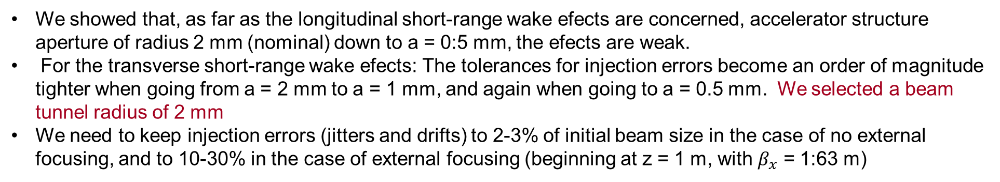 • We showed that, as far as the longitudinal short-range wake efects are concerned, accelerator structure
aperture of radius 2 mm (nominal) down to a = 0:5 mm, the efects are weak.
• For the transverse short-range wake efects: The tolerances for injection errors become an order of magnitude
tighter when going from a = 2 mm to a = 1 mm, and again when going to a = 0.5 mm. We selected a beam
tunnel radius of 2 mm
• We need to keep injection errors (jitters and drifts) to 2-3% of initial beam size in the case of no external
focusing, and to 10-30% in the case of external focusing (beginning at z = 1 m, with βₓ = 1:63 m)